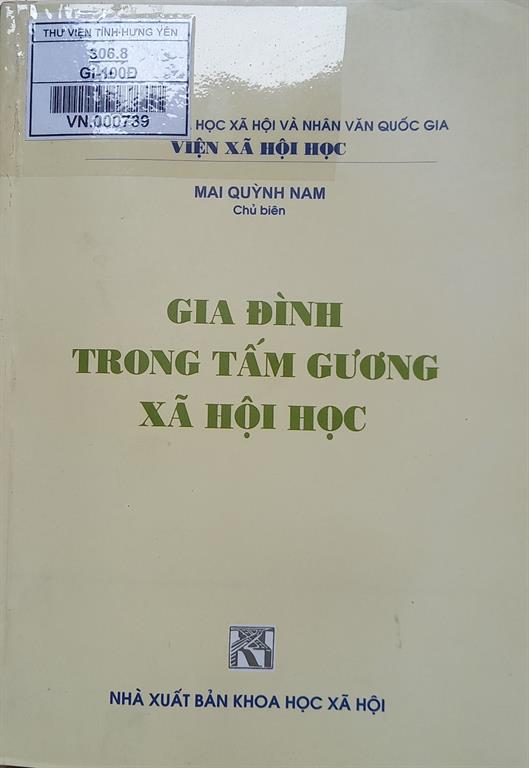 THƯ VIỆN TỈNH-HƯNG YÊN
306.8
GI-100Đ
VN.000739
HỌC XÃ HỘI VÀ NHÂN VĂN QUỐC GIA
VIỆN XÃ HỘI HỌC
MAI QUỲNH NAM
Chủ biên
GIA ĐÌNH
TRONG TẤM GƯƠNG
XÃ HỘI HỌC
NHÀ XUẤT BẢN KHOA HỌC XÃ HỘI